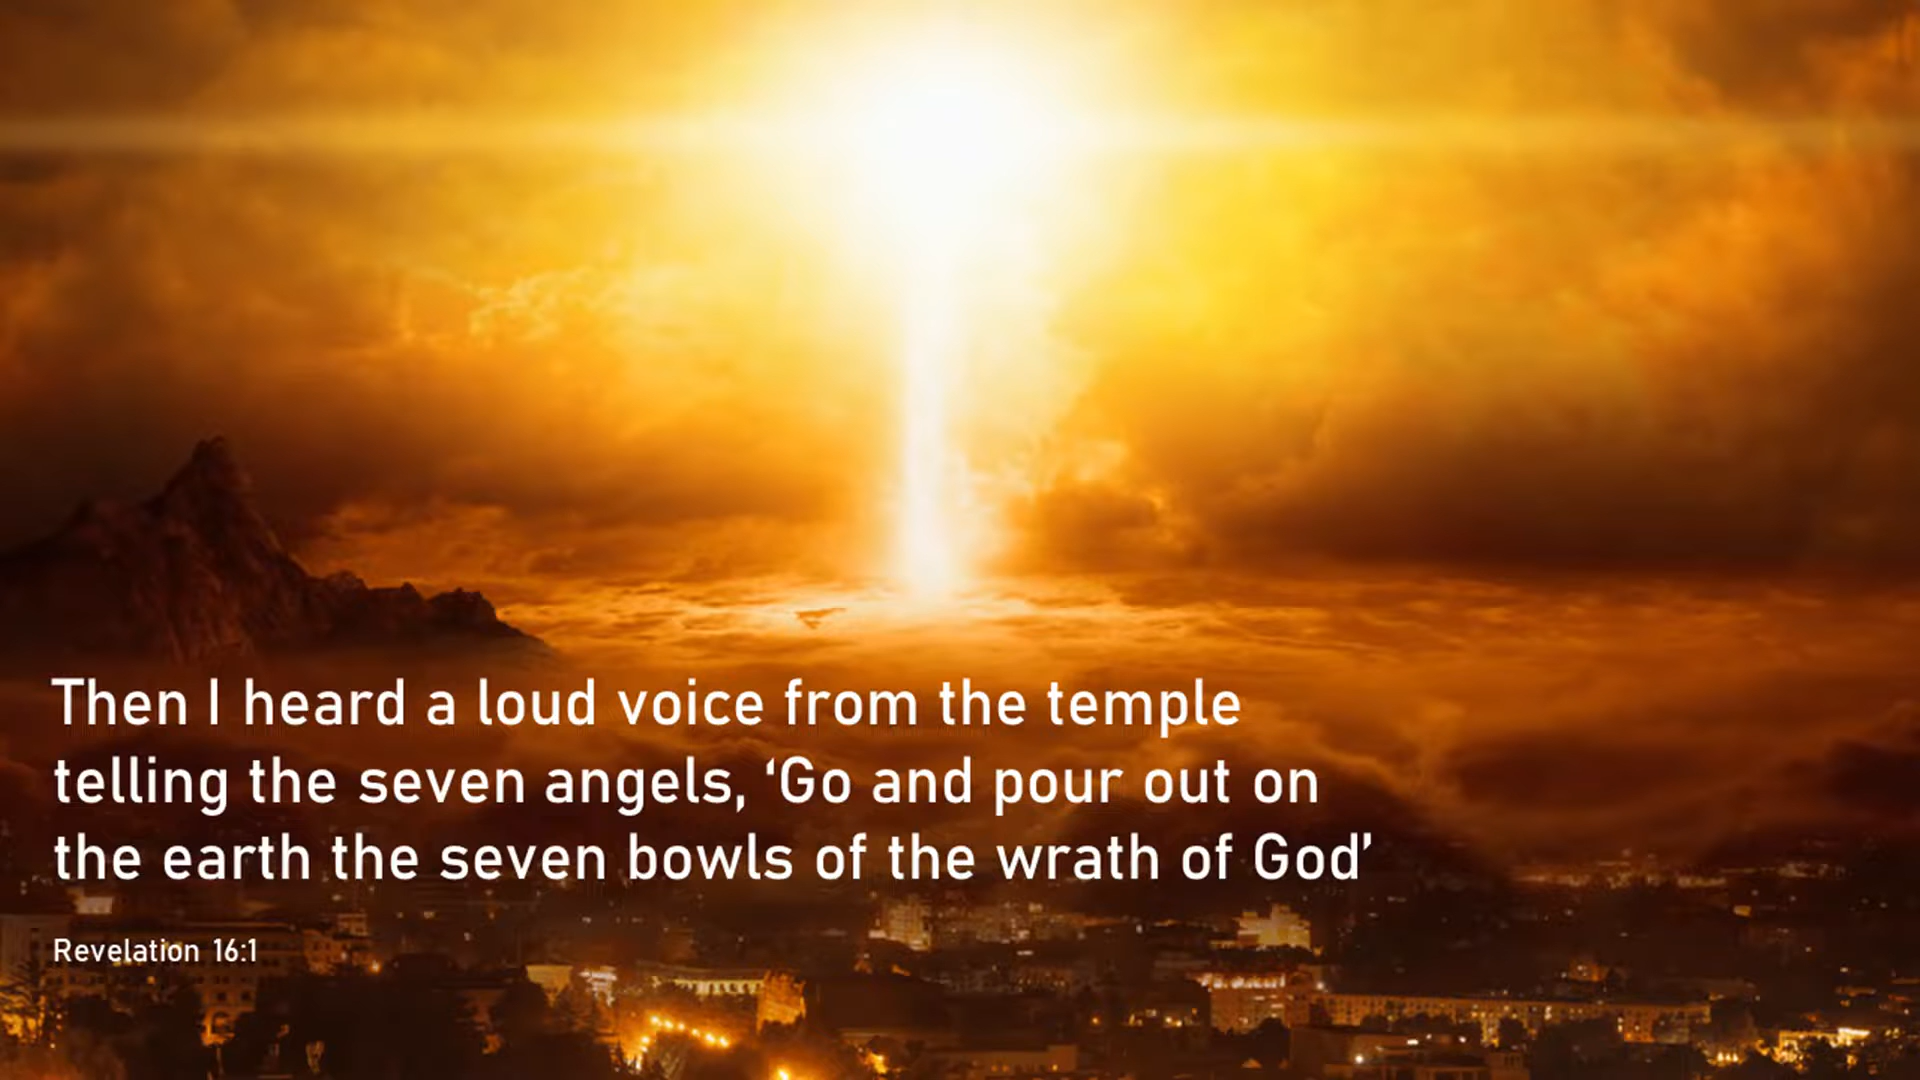 Then I heard a loud voice from the temple
telling the seven angels, ‘Go and pour out on
the earth the seven bowls of the wrath of God’
Revelation 16:1